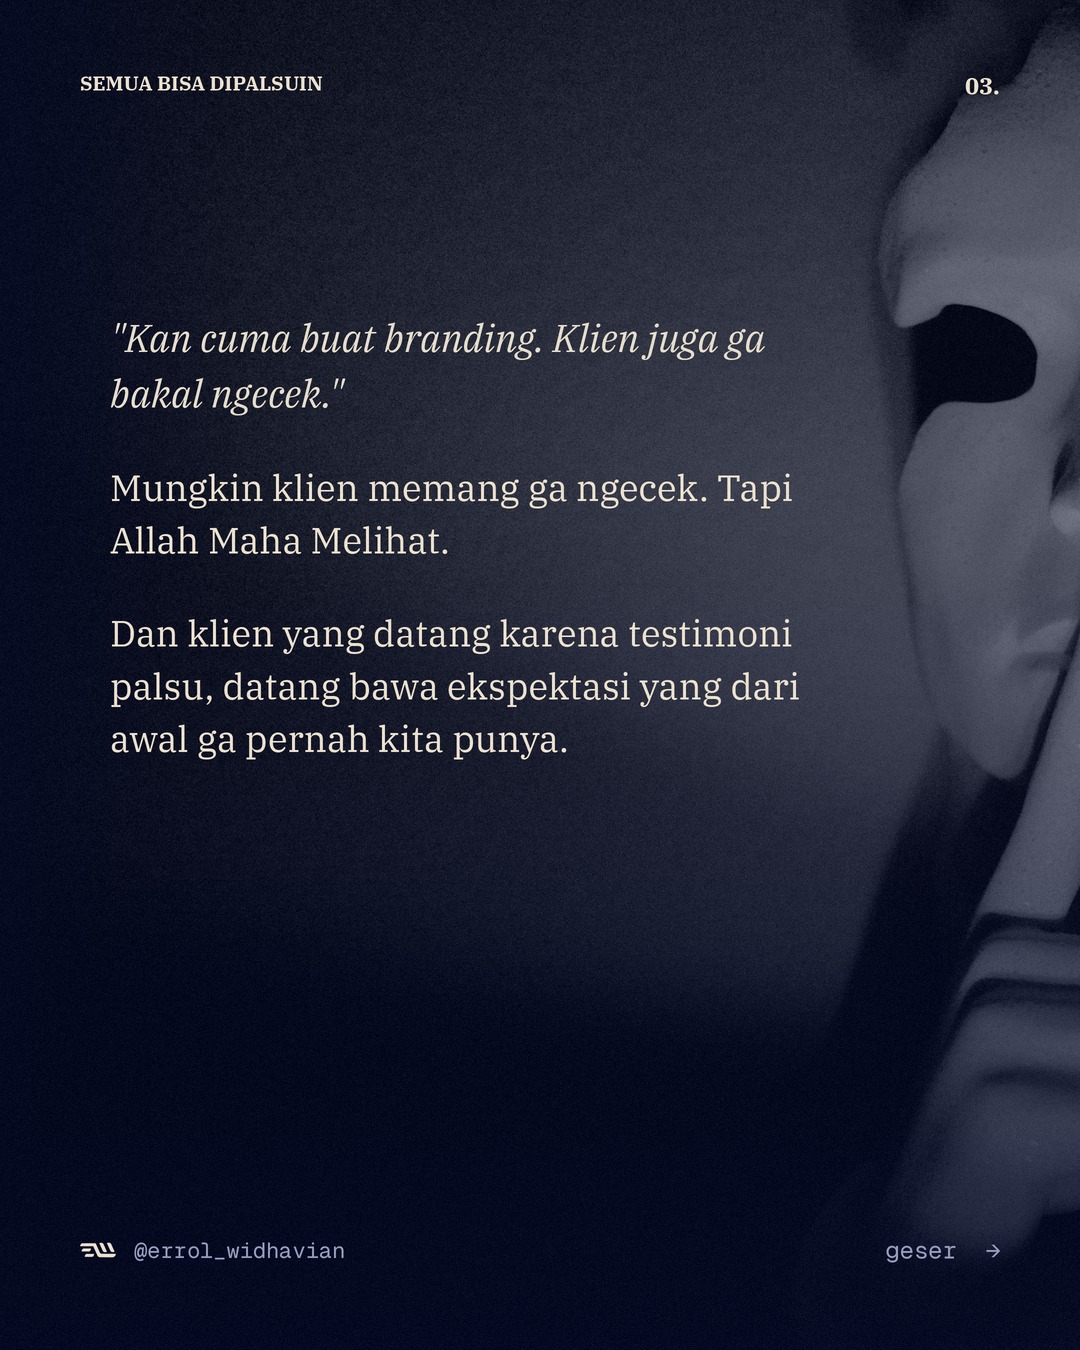 SEMUA BISA DIPALSUIN
03.
"Kan cuma buat branding. Klien juga ga
bakal ngecek."
Mungkin klien memang ga ngecek. Tapi
Allah Maha Melihat.
Dan klien yang datang karena testimoni
palsu, datang bawa ekspektasi yang dari
awal ga pernah kita punya.
@errol_widhavian
geser →